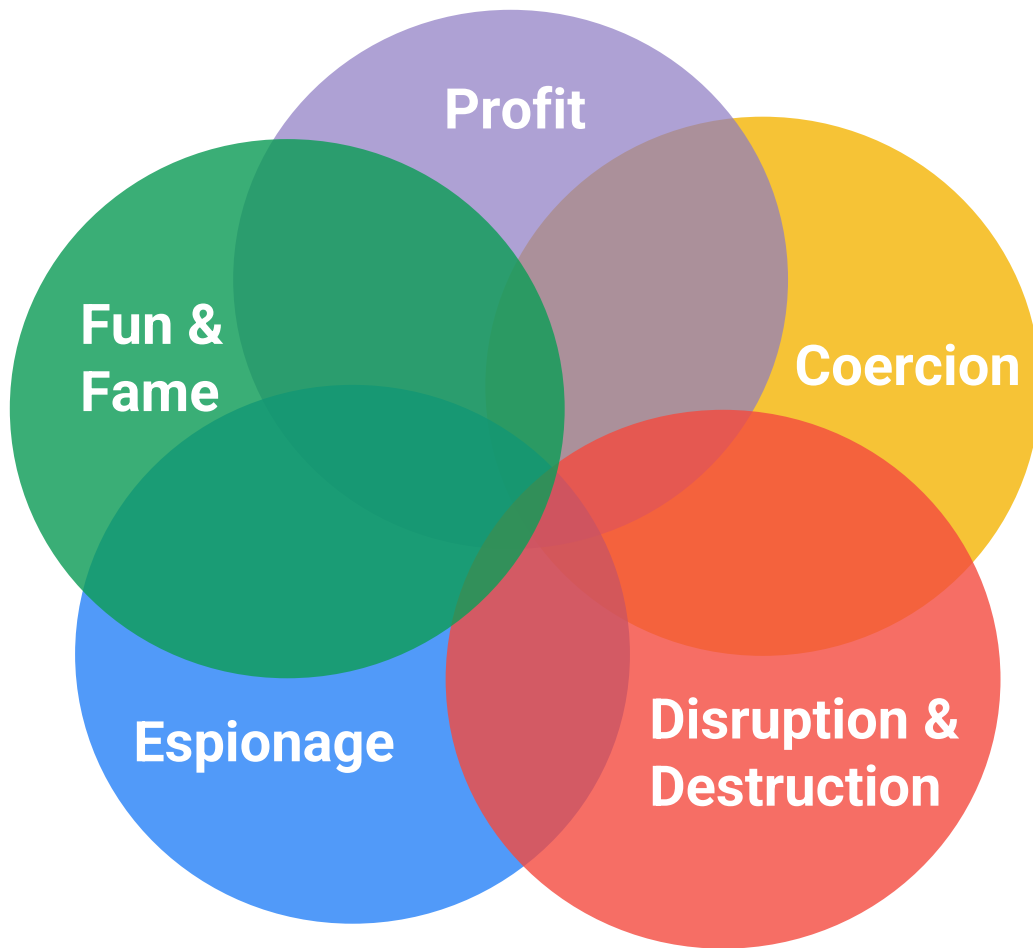 Profit
Fun &
Fame
Coercion
Espionage
Disruption &
Destruction